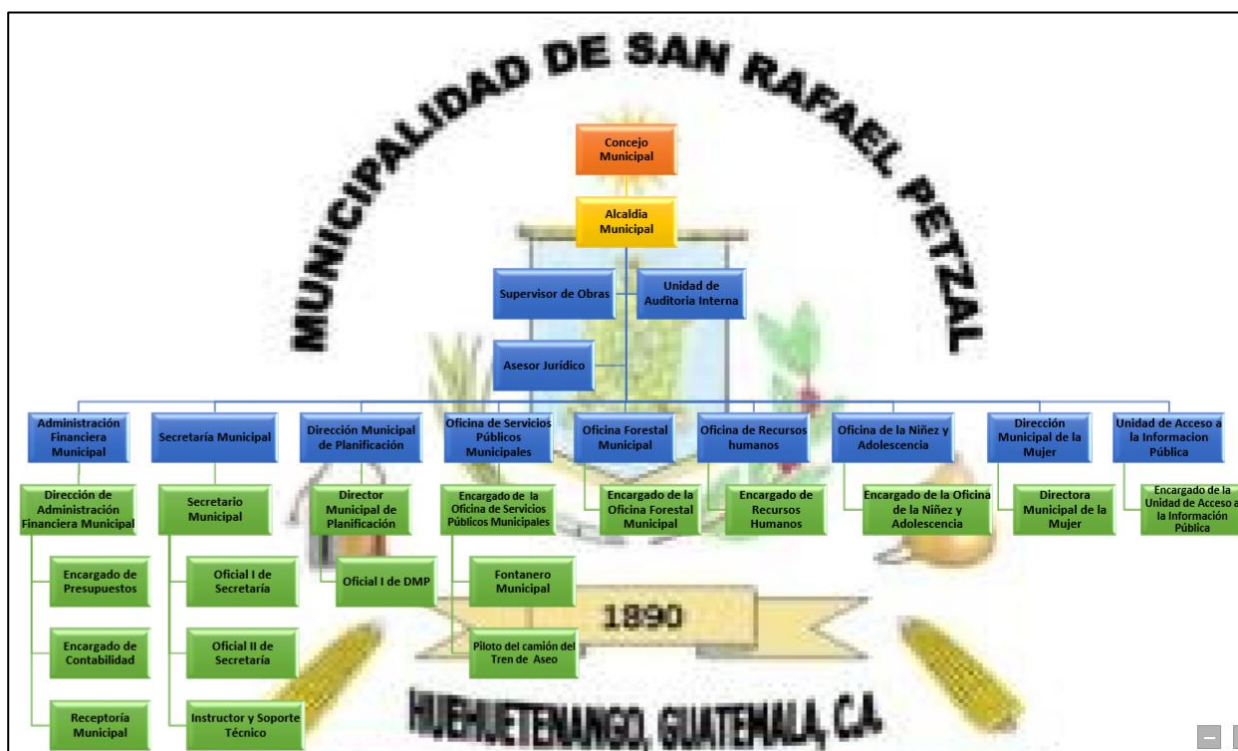 MUNICIPALIDAD DE SAN RAFAEL PETZAL
Concejo
Municipal
Alcaldía
Municipal
Supervisor de Obras
Unidad de
Auditoria Interna
Asesor Jurídico
Administración
Financiera
Municipal
Secretaría Municipal
Dirección Municipal
de Planificación
Oficina de Servicios
Públicos
Municipales
Oficina Forestal
Municipal
Oficina de Recursos
humanos
Oficina de la Niñez y
Adolescencia
Dirección
Municipal de la
Mujer
Unidad de Acceso a
la Informacion
Pública
Dirección de
Administración
Financiera Municipal
Secretario
Municipal
Director
Municipal de
Planificación
Encargado de la
Oficina de Servicios
Públicos Municipales
Encargado de la
Oficina Forestal
Municipal
Encargado de
Recursos
Humanos
Encargado de la Oficina
de la Niñez y
Adolescencia
Directora
Municipal de la
Mujer
Encargado de la
Unidad de Acceso a
la Información
Pública
Encargado de
Presupuestos
Oficial I de
Secretaría
Oficial I de DMP
Fontanero
Municipal
Encargado de
Contabilidad
Oficial II de
Secretaría
Piloto del camión del
Tren de Aseo
Receptoría
Municipal
Instructor y Soporte
Técnico
1890
HUEHUETENANGO, GUATEMALA, C.A.